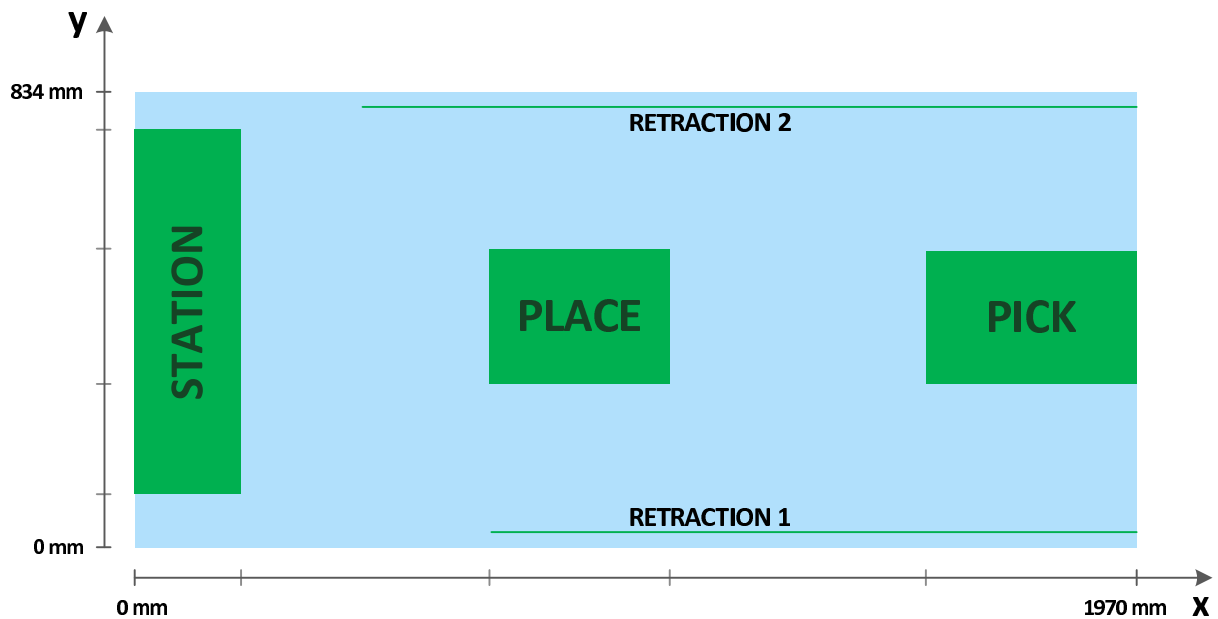 y
834 mm
RETRACTION 2
STATION
PLACE
PICK
RETRACTION 1
0 mm
0 mm
1970 mm
x